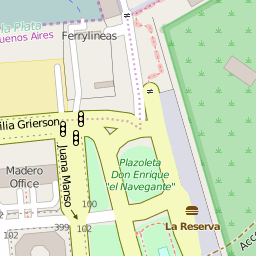 La Plata
Buenos Aires
Ferrylineas
ilia Grierson
Juana Manso
Madero
Office
Plazoleta
Don Enrique
"el Navegante"
La Reserva
100
399
102
102
Acce